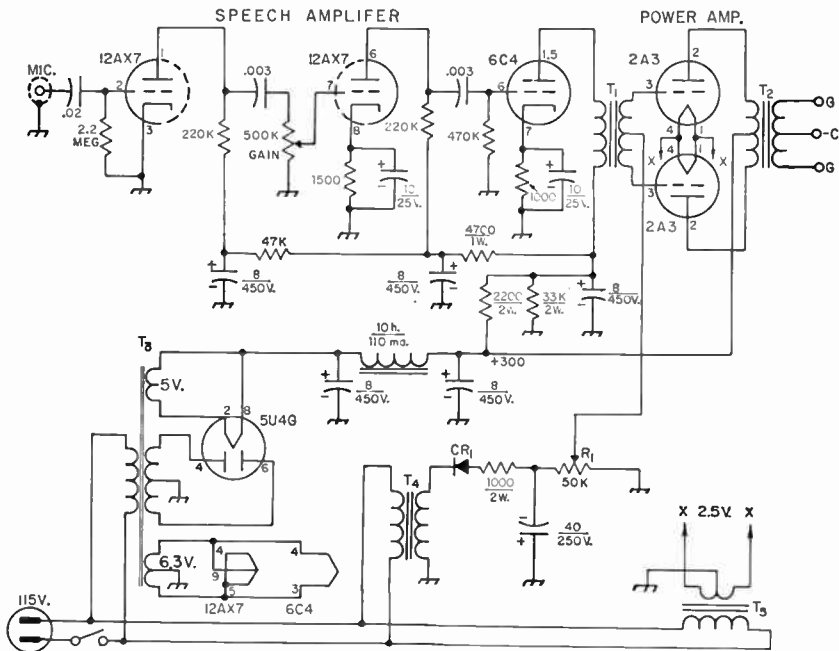 SPEECH AMPLIFER
POWER AMP.
MIC.
12AX7
1
2
3
.02
2.2
MEG
220K
.003
500K
GAIN
12AX7
6
7
8
1500
10
25V.
220K
.003
470K
6C4
1,5
6
7
1000
10
25V.
T1
2A3
2
3
4
1
X
X
4
1
3
2A3
2
T2
G
-C
G
47K
4700
1W.
8
450V.
8
450V.
2200
2W.
33K
2W.
8
450V.
10h.
110 ma.
+300
8
450V.
8
450V.
T3
5V.
2
8
5U4G
4
6
6.3V.
4
9
5
12AX7
4
3
6C4
T4
CR1
1000
2W.
R1
50K
40
250V.
X
2.5V.
X
T5
115V.